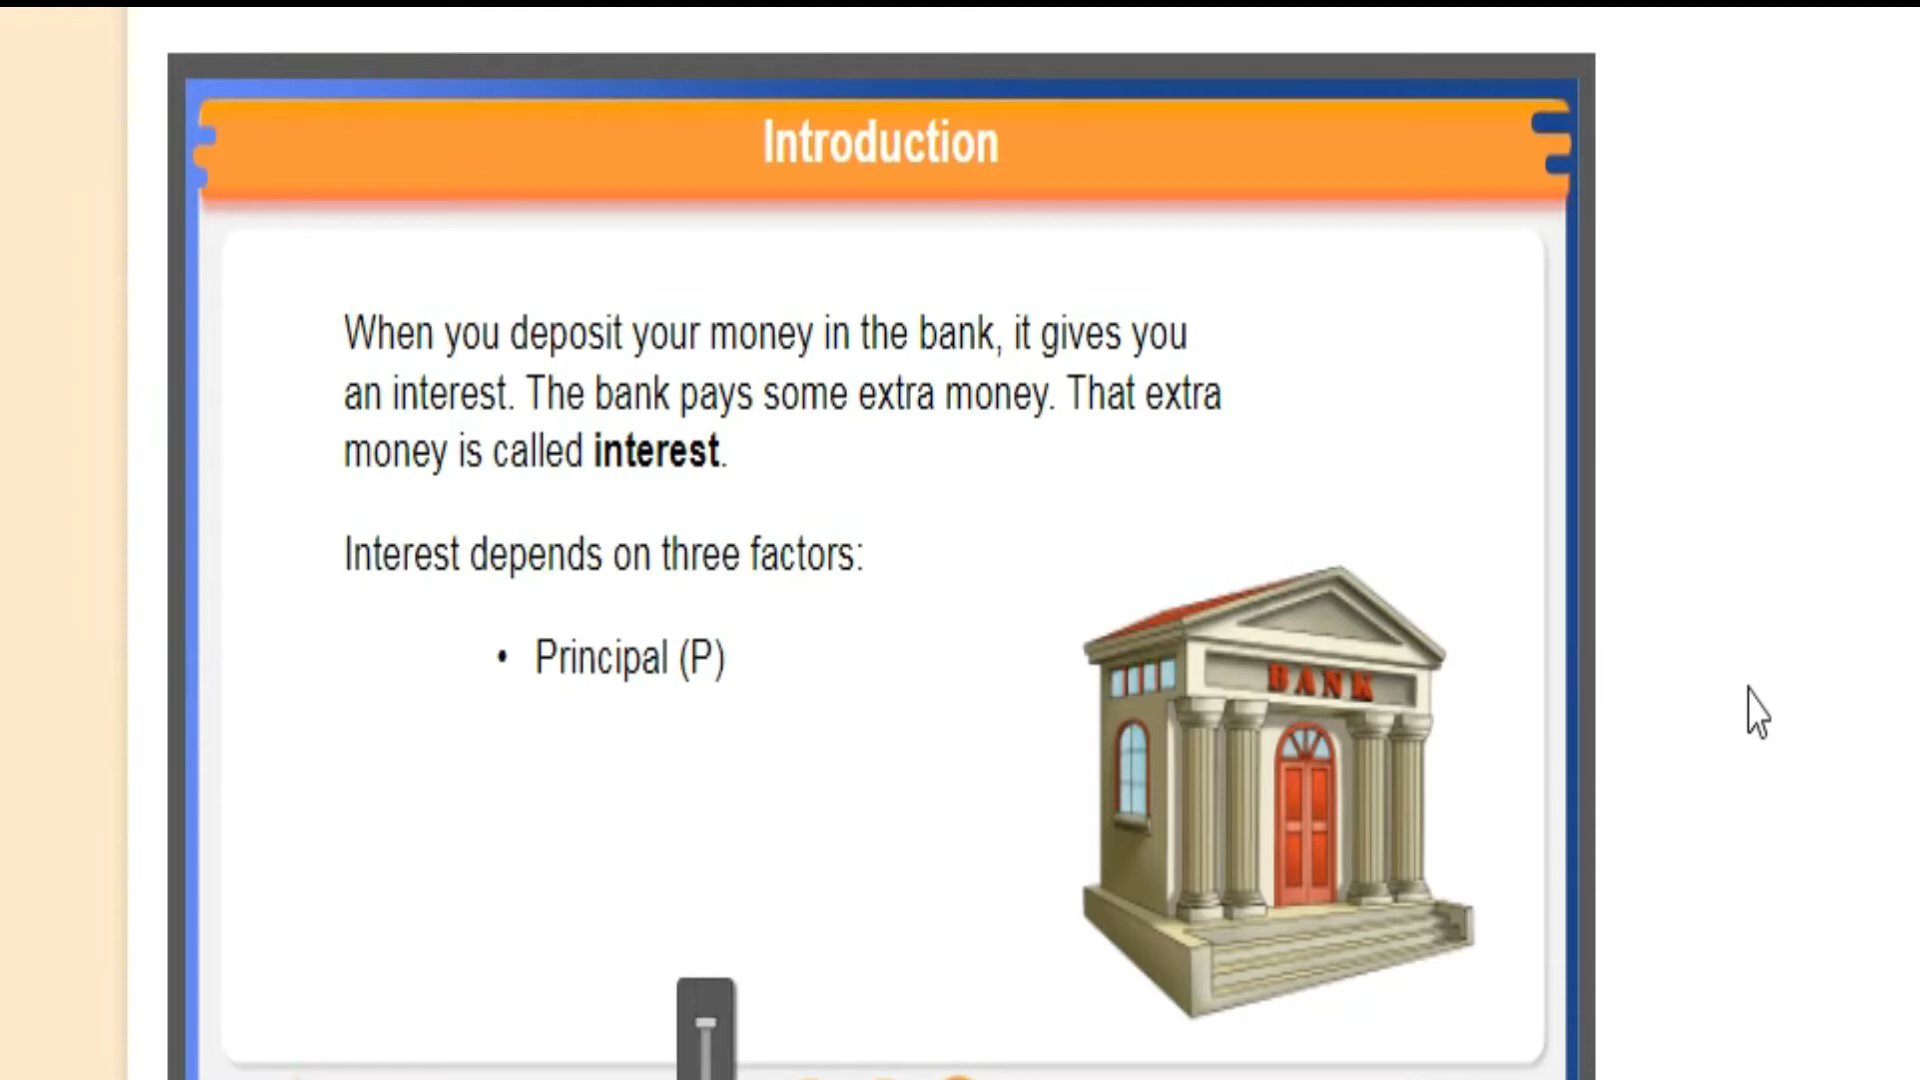 Introduction
When you deposit your money in the bank, it gives you
an interest. The bank pays some extra money. That extra
money is called interest.
Interest depends on three factors:
• Principal (P)
BANK